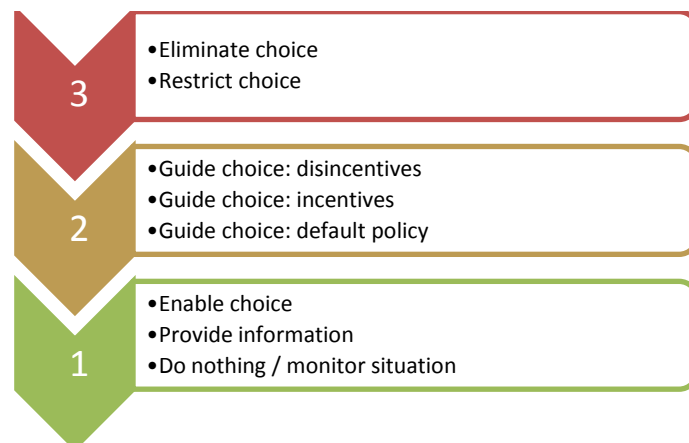 3
•Eliminate choice
•Restrict choice
2
•Guide choice: disincentives
•Guide choice: incentives
•Guide choice: default policy
1
•Enable choice
•Provide information
•Do nothing / monitor situation